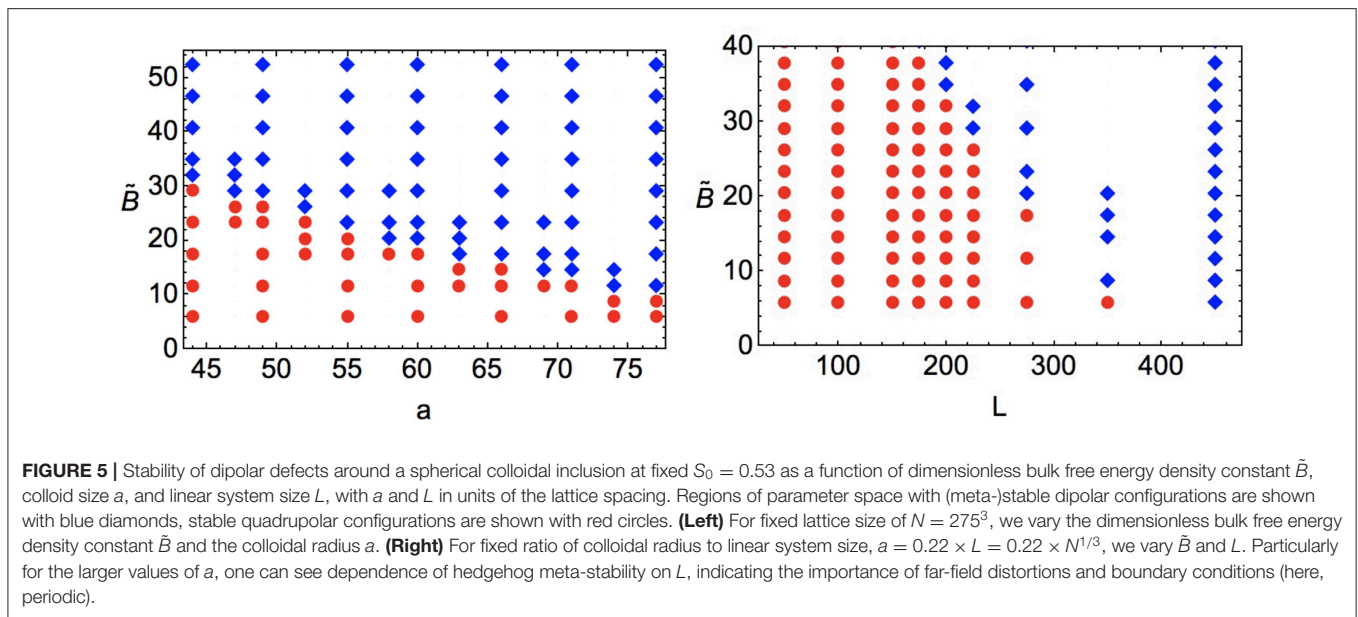 50
40
30
20
10
0
B̃
45 50 55 60 65 70 75
a
40
30
20
10
0
B̃
100 200 300 400
L
FIGURE 5 | Stability of dipolar defects around a spherical colloidal inclusion at fixed S₀ = 0.53 as a function of dimensionless bulk free energy density constant B̃,
colloid size a, and linear system size L, with a and L in units of the lattice spacing. Regions of parameter space with (meta-)stable dipolar configurations are shown
with blue diamonds, stable quadrupolar configurations are shown with red circles. (Left) For fixed lattice size of N = 275³, we vary the dimensionless bulk free energy
density constant B̃ and the colloidal radius a. (Right) For fixed ratio of colloidal radius to linear system size, a = 0.22 × L = 0.22 × N^{1/3}, we vary B̃ and L. Particularly
for the larger values of a, one can see dependence of hedgehog meta-stability on L, indicating the importance of far-field distortions and boundary conditions (here,
periodic).